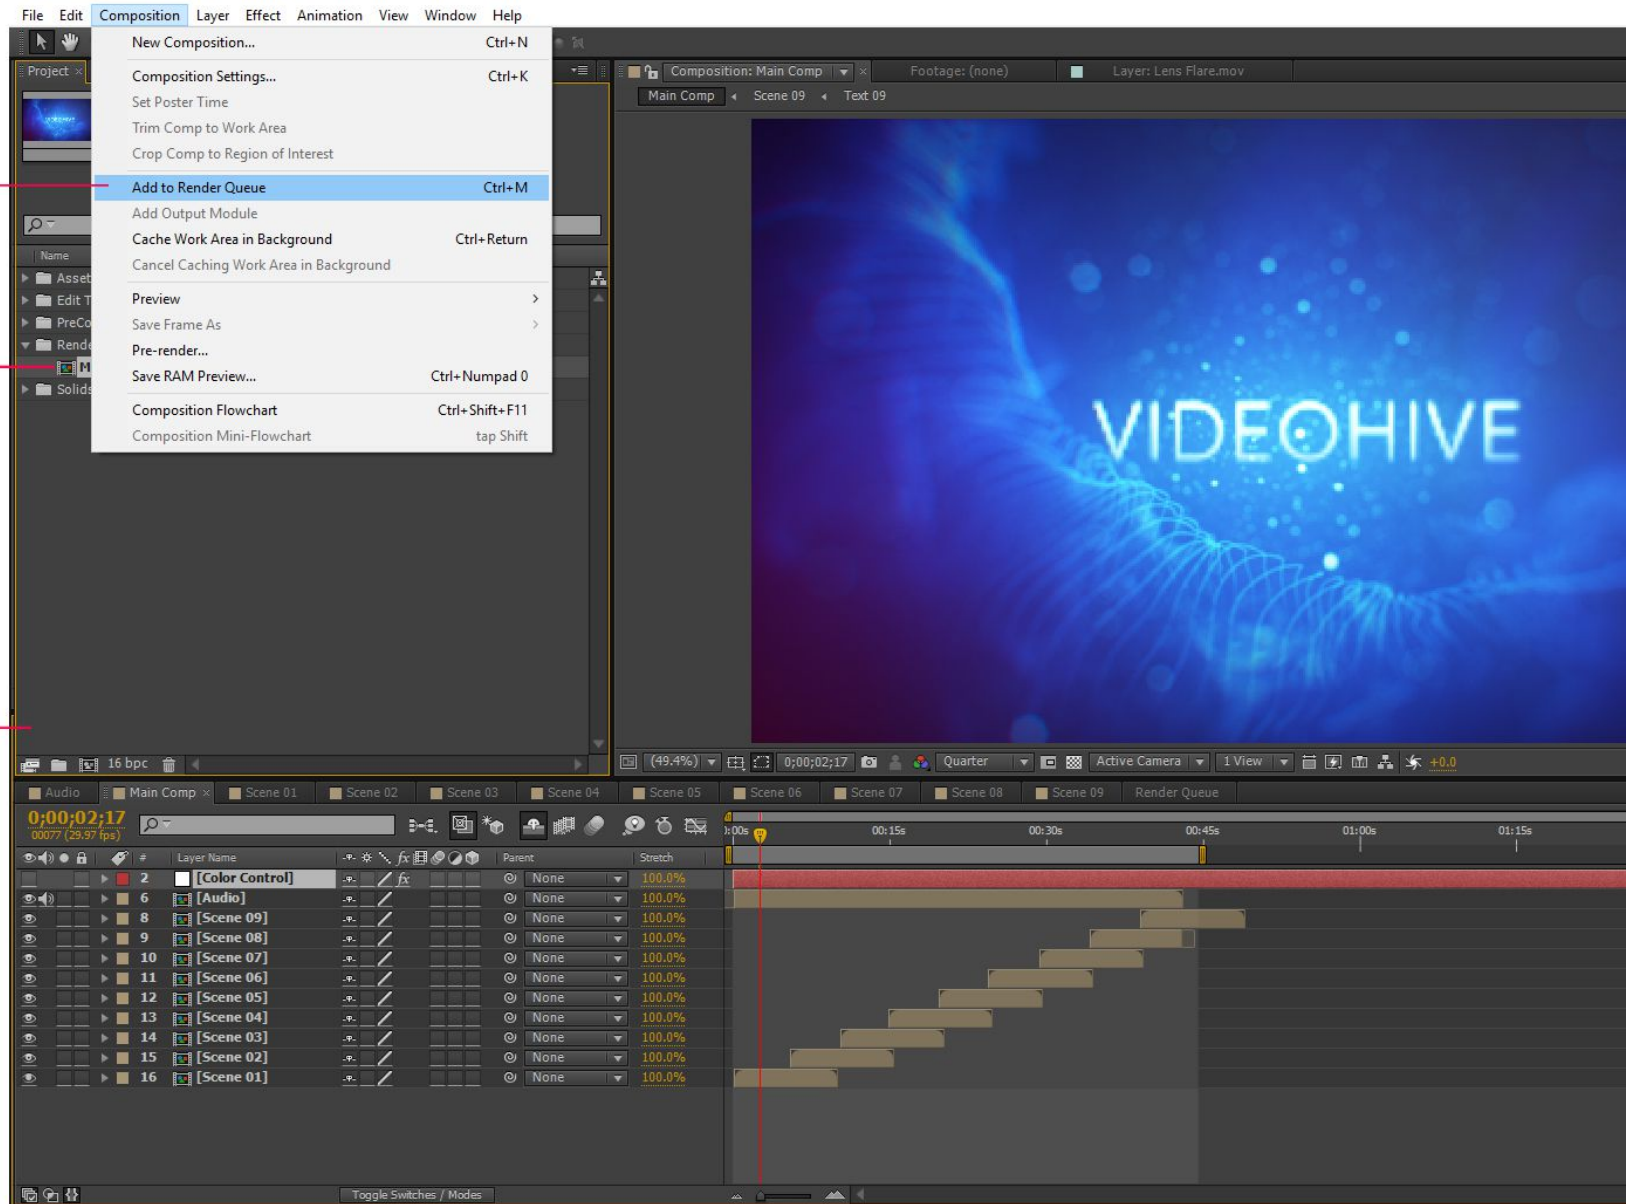 File Edit Composition Layer Effect Animation View Window Help
New Composition... Ctrl+N
Composition Settings... Ctrl+K
Set Poster Time
Trim Comp to Work Area
Crop Comp to Region of Interest
Add to Render Queue Ctrl+M
Add Output Module
Cache Work Area in Background Ctrl+Return
Cancel Caching Work Area in Background
Preview
Save Frame As
Pre-render...
Save RAM Preview... Ctrl+Numpad 0
Composition Flowchart Ctrl+Shift+F11
Composition Mini-Flowchart tap Shift
Project
Name
Asset
Edit T
PreCo
Rende
M
Solids
16 bpc
Composition: Main Comp Footage: (none) Layer: Lens Flare.mov
Main Comp Scene 09 Text 09
VIDEOHIVE
(49.4%) 0;00;02;17 Quarter Active Camera 1 View +0.0
Audio Main Comp Scene 01 Scene 02 Scene 03 Scene 04 Scene 05 Scene 06 Scene 07 Scene 08 Scene 09 Render Queue
0;00;02;17
00077 (29.97 fps)
):00s 00:15s 00:30s 00:45s 01:00s 01:15s
# Layer Name Parent Stretch
2 [Color Control] fx None 100.0%
6 [Audio] None 100.0%
8 [Scene 09] None 100.0%
9 [Scene 08] None 100.0%
10 [Scene 07] None 100.0%
11 [Scene 06] None 100.0%
12 [Scene 05] None 100.0%
13 [Scene 04] None 100.0%
14 [Scene 03] None 100.0%
15 [Scene 02] None 100.0%
16 [Scene 01] None 100.0%
Toggle Switches / Modes